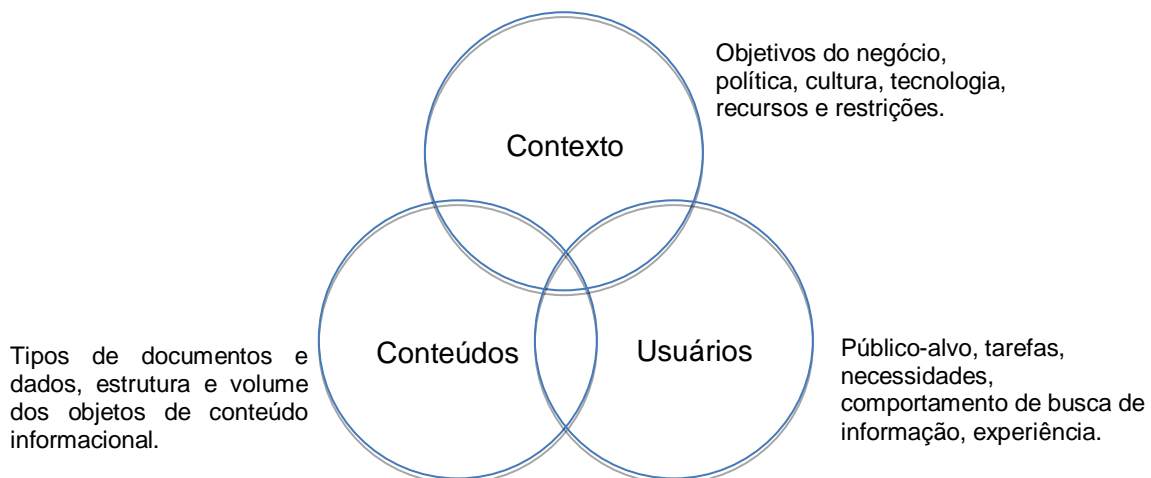 Objetivos do negócio,
política, cultura, tecnologia,
recursos e restrições.
Contexto
Conteúdos
Usuários
Tipos de documentos e
dados, estrutura e volume
dos objetos de conteúdo
informacional.
Público-alvo, tarefas,
necessidades,
comportamento de busca de
informação, experiência.